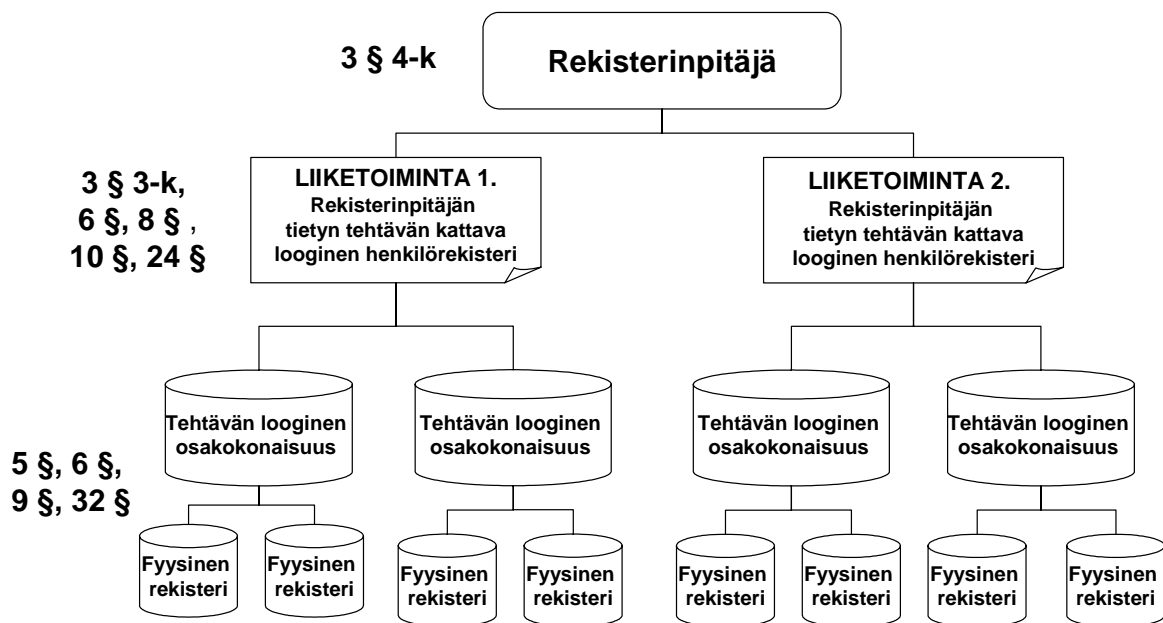 3 § 4-k
Rekisterinpitäjä
3 § 3-k,
6 §, 8 § ,
10 §, 24 §
LIIKETOIMINTA 1.
Rekisterinpitäjän
tietyn tehtävän kattava
looginen henkilörekisteri
LIIKETOIMINTA 2.
Rekisterinpitäjän
tietyn tehtävän kattava
looginen henkilörekisteri
5 §, 6 §,
9 §, 32 §
Tehtävän looginen
osakokonaisuus
Tehtävän looginen
osakokonaisuus
Tehtävän looginen
osakokonaisuus
Tehtävän looginen
osakokonaisuus
Fyysinen
rekisteri
Fyysinen
rekisteri
Fyysinen
rekisteri
Fyysinen
rekisteri
Fyysinen
rekisteri
Fyysinen
rekisteri
Fyysinen
rekisteri
Fyysinen
rekisteri